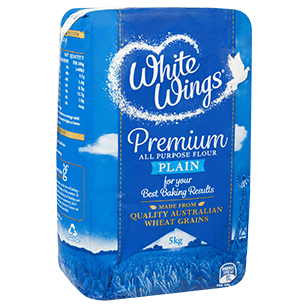 White
Wings
Premium
ALL PURPOSE FLOUR
PLAIN
for your
Best Baking Results
MADE FROM
QUALITY AUSTRALIAN
WHEAT GRAINS
5kg